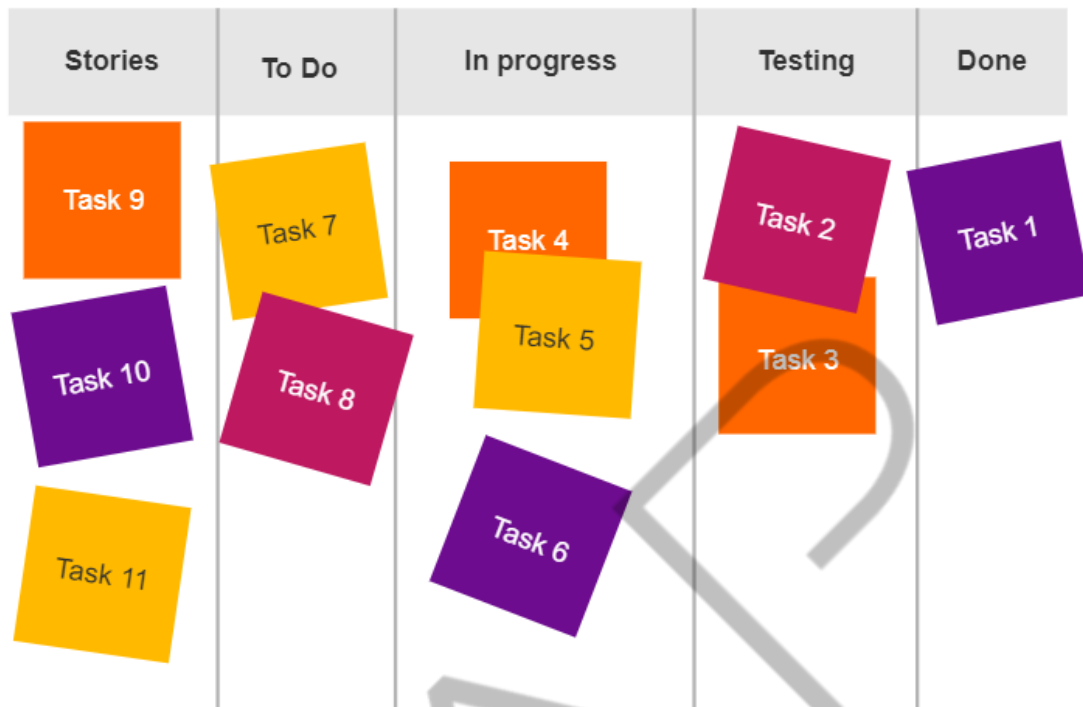 Stories
To Do
In progress
Testing
Done
Task 9
Task 10
Task 11
Task 7
Task 8
Task 4
Task 5
Task 6
Task 2
Task 3
Task 1